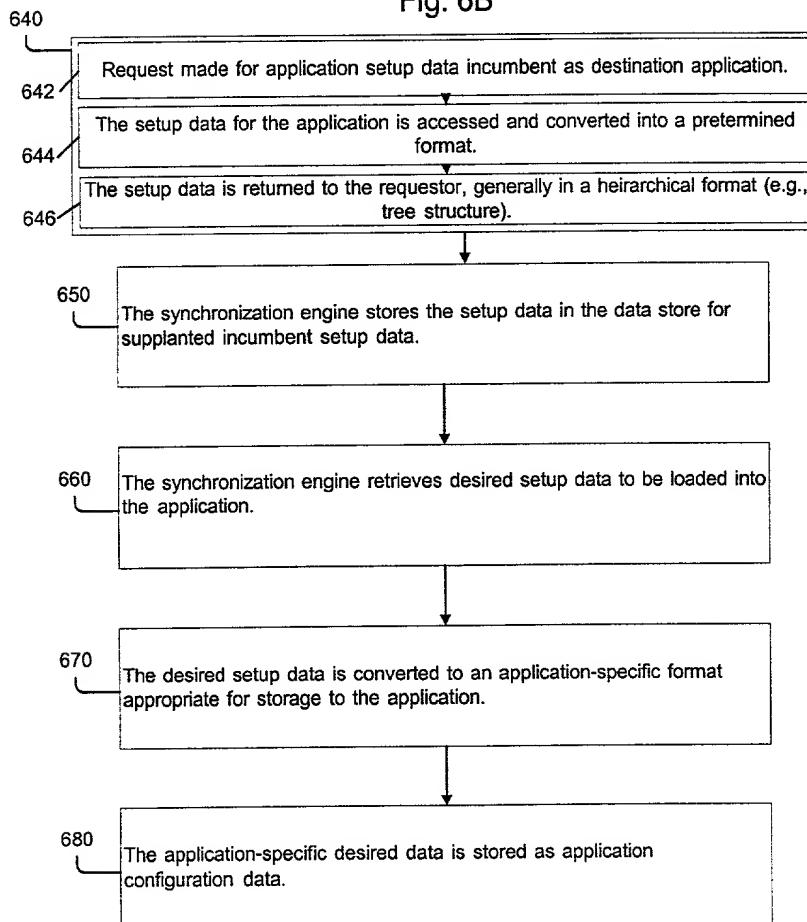 Fig. 6B
640
642
Request made for application setup data incumbent as destination application.
644
The setup data for the application is accessed and converted into a pretermined
format.
646
The setup data is returned to the requestor, generally in a heirarchical format (e.g.,
tree structure).
650
The synchronization engine stores the setup data in the data store for
supplanted incumbent setup data.
660
The synchronization engine retrieves desired setup data to be loaded into
the application.
670
The desired setup data is converted to an application-specific format
appropriate for storage to the application.
680
The application-specific desired data is stored as application
configuration data.